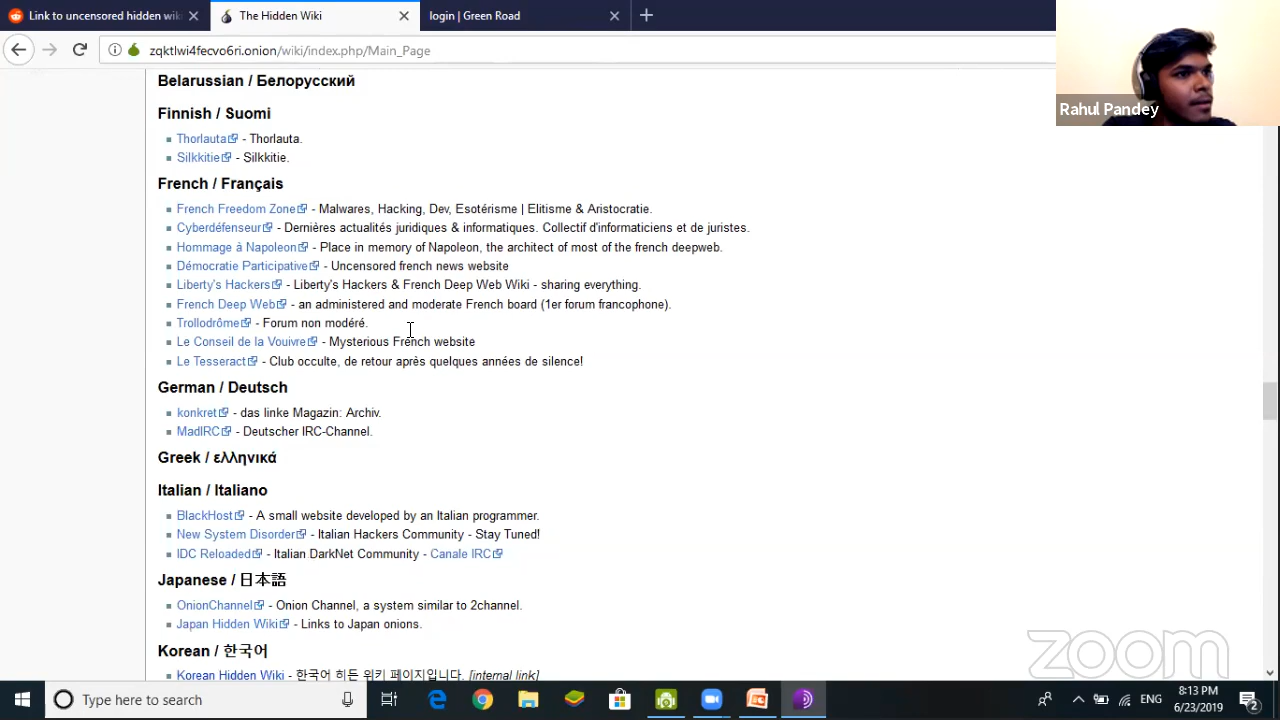 Link to uncensored hidden wiki
The Hidden Wiki
login | Green Road
zqktlwi4fecvo6ri.onion/wiki/index.php/Main_Page
Rahul Pandey
Belarussian / Белорусский
Finnish / Suomi
Thorlauta - Thorlauta.
Silkkitie - Silkkitie.
French / Français
French Freedom Zone - Malwares, Hacking, Dev, Esotérisme | Elitisme & Aristocratie.
Cyberdéfenseur - Dernières actualités juridiques & informatiques. Collectif d'informaticiens et de juristes.
Hommage à Napoleon - Place in memory of Napoleon, the architect of most of the french deepweb.
Démocratie Participative - Uncensored french news website
Liberty's Hackers - Liberty's Hackers & French Deep Web Wiki - sharing everything.
French Deep Web - an administered and moderate French board (1er forum francophone).
Trollodrôme - Forum non modéré.
Le Conseil de la Vouivre - Mysterious French website
Le Tesseract - Club occulte, de retour après quelques années de silence!
German / Deutsch
konkret - das linke Magazin: Archiv.
MadIRC - Deutscher IRC-Channel.
Greek / ελληνικά
Italian / Italiano
BlackHost - A small website developed by an Italian programmer.
New System Disorder - Italian Hackers Community - Stay Tuned!
IDC Reloaded - Italian DarkNet Community - Canale IRC
Japanese / 日本語
OnionChannel - Onion Channel, a system similar to 2channel.
Japan Hidden Wiki - Links to Japan onions.
Korean / 한국어
Korean Hidden Wiki - 한국어 히든 위키 페이지입니다. [internal link]
zoom
Type here to search
ENG
8:13 PM
6/23/2019
2